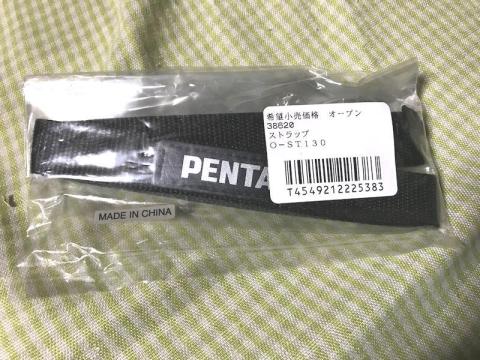 希望小売価格　オープン
38620
ストラップ
O－ST130
T4549212225383
PENTA
MADE IN CHINA